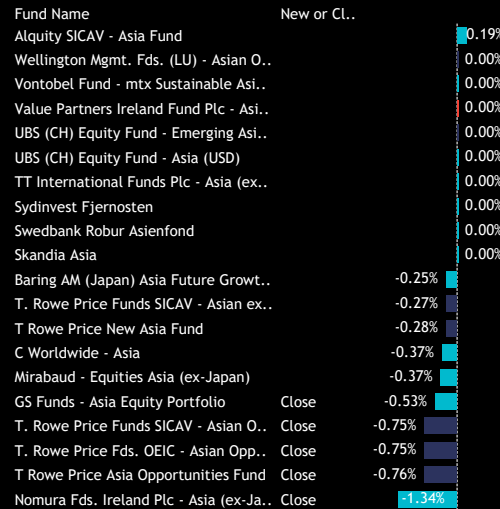 Fund Name New or Cl..
Alquity SICAV - Asia Fund 0.19%
Wellington Mgmt. Fds. (LU) - Asian O.. 0.00%
Vontobel Fund - mtx Sustainable Asi.. 0.00%
Value Partners Ireland Fund Plc - Asi.. 0.00%
UBS (CH) Equity Fund - Emerging Asi.. 0.00%
UBS (CH) Equity Fund - Asia (USD) 0.00%
TT International Funds Plc - Asia (ex.. 0.00%
Sydinvest Fjernosten 0.00%
Swedbank Robur Asienfond 0.00%
Skandia Asia 0.00%
Baring AM (Japan) Asia Future Growt.. -0.25%
T. Rowe Price Funds SICAV - Asian ex.. -0.27%
T Rowe Price New Asia Fund -0.28%
C Worldwide - Asia -0.37%
Mirabaud - Equities Asia (ex-Japan) -0.37%
GS Funds - Asia Equity Portfolio Close -0.53%
T. Rowe Price Funds SICAV - Asian O.. Close -0.75%
T. Rowe Price Fds. OEIC - Asian Opp.. Close -0.75%
T Rowe Price Asia Opportunities Fund Close -0.76%
Nomura Fds. Ireland Plc - Asia (ex-Ja.. Close -1.34%